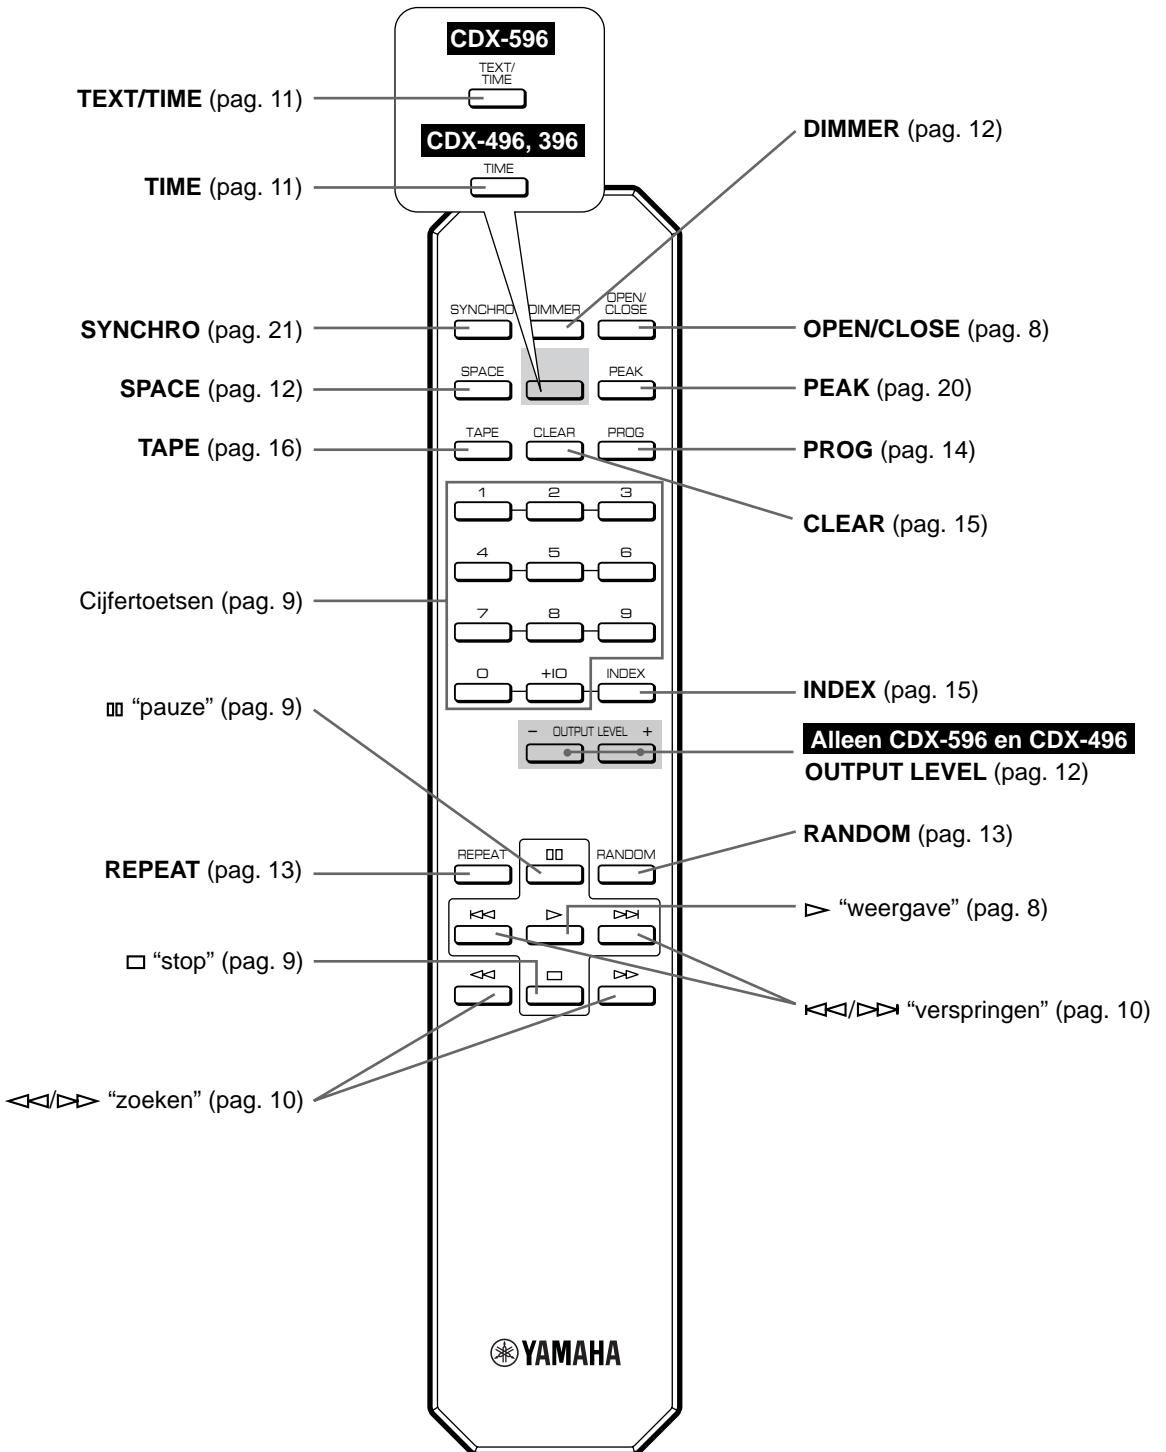 CDX-596
TEXT/
TIME
TEXT/TIME (pag. 11)
CDX-496, 396
TIME
TIME (pag. 11)
DIMMER (pag. 12)
SYNCHRO DIMMER OPEN/
CLOSE
SYNCHRO (pag. 21)
OPEN/CLOSE (pag. 8)
SPACE PEAK
SPACE (pag. 12)
PEAK (pag. 20)
TAPE CLEAR PROG
TAPE (pag. 16)
PROG (pag. 14)
CLEAR (pag. 15)
1 2 3
4 5 6
7 8 9
0 +10 INDEX
Cijfertoetsen (pag. 9)
INDEX (pag. 15)
“pauze” (pag. 9)
– OUTPUT LEVEL +
Alleen CDX-596 en CDX-496
OUTPUT LEVEL (pag. 12)
RANDOM (pag. 13)
REPEAT RANDOM
REPEAT (pag. 13)
“weergave” (pag. 8)
“stop” (pag. 9)
“verspringen” (pag. 10)
“zoeken” (pag. 10)
YAMAHA